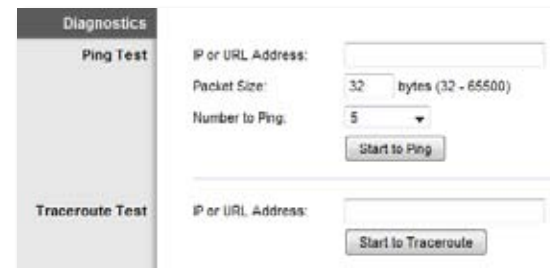 Diagnostics
Ping Test
IP or URL Address:
Packet Size: 32 bytes (32 - 65500)
Number to Ping: 5
Start to Ping
Traceroute Test
IP or URL Address:
Start to Traceroute